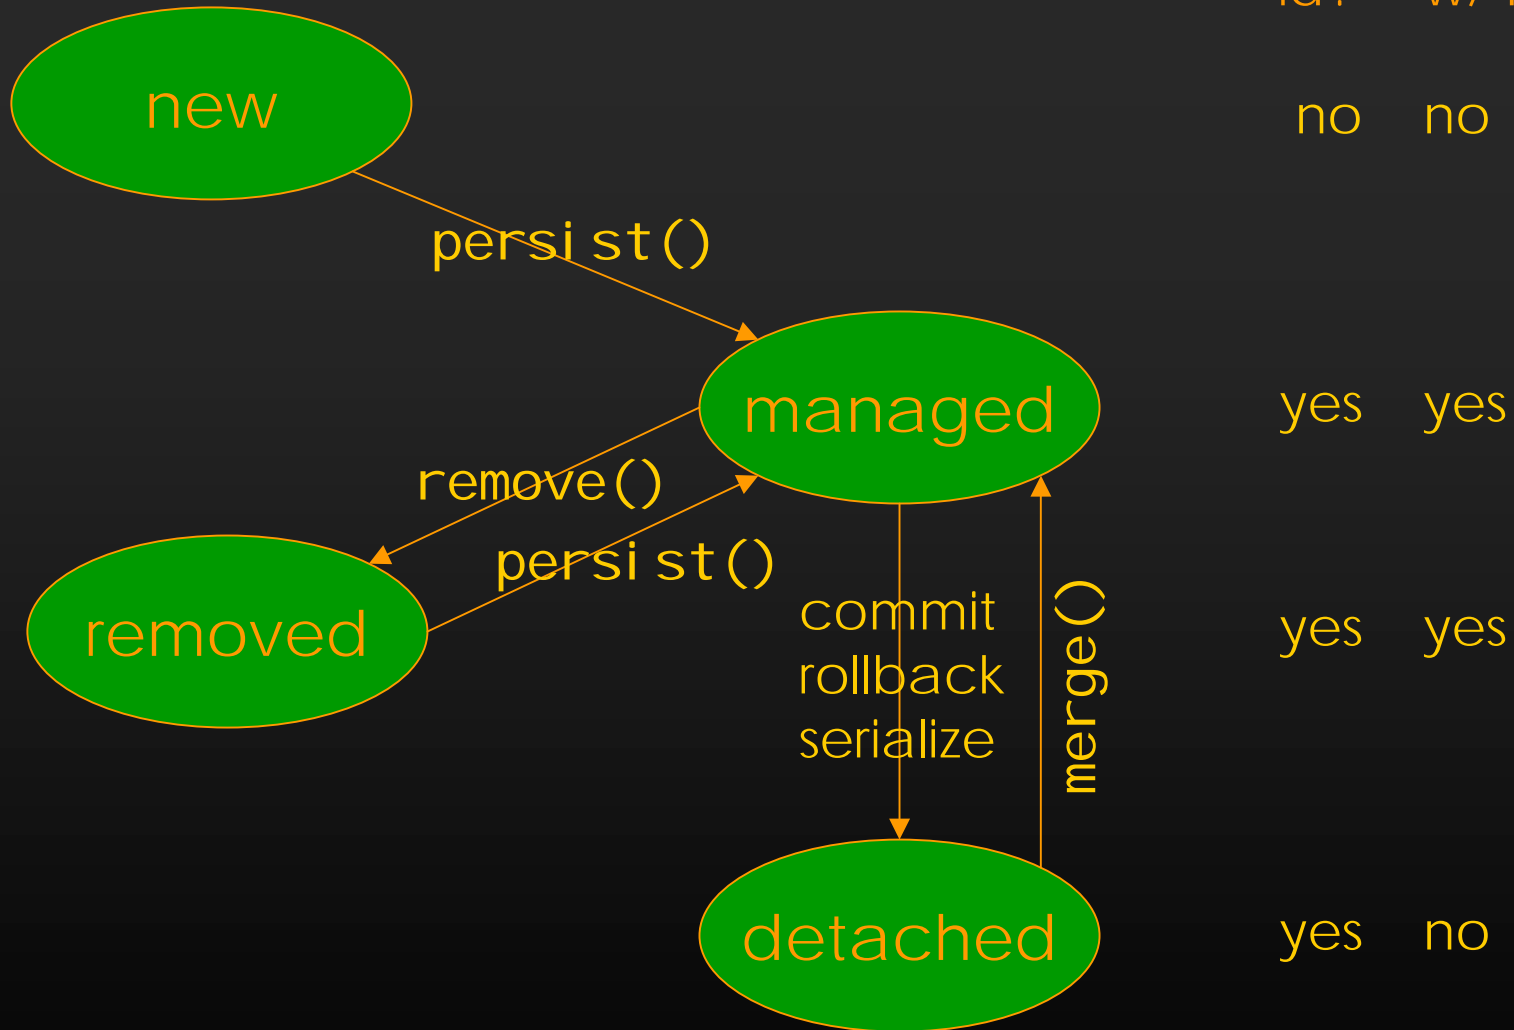 new
no no
persist()
managed
yes yes
remove()
persist()
removed
commit
rollback
serialize
merge()
yes yes
detached
yes no